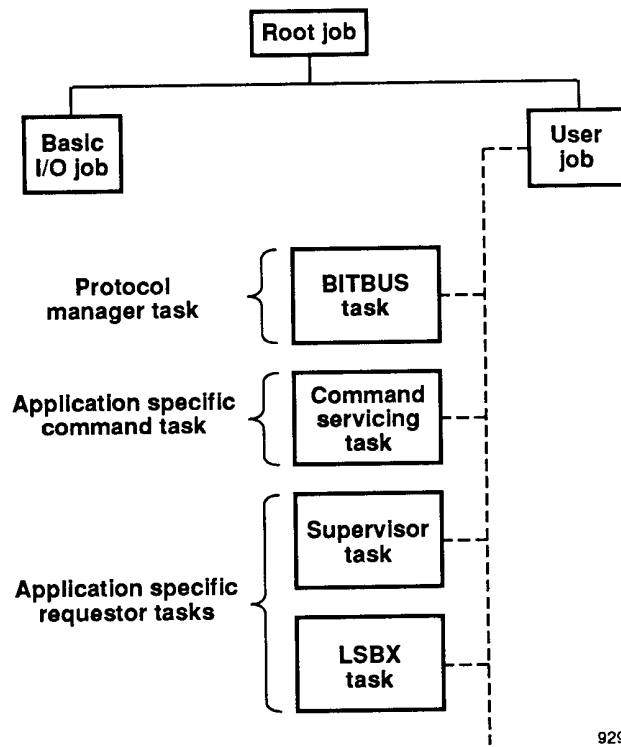 Root job
Basic
I/O job
User
job
Protocol
manager task
BITBUS
task
Application specific
command task
Command
servicing
task
Supervisor
task
Application specific
requestor tasks
LSBX
task
929